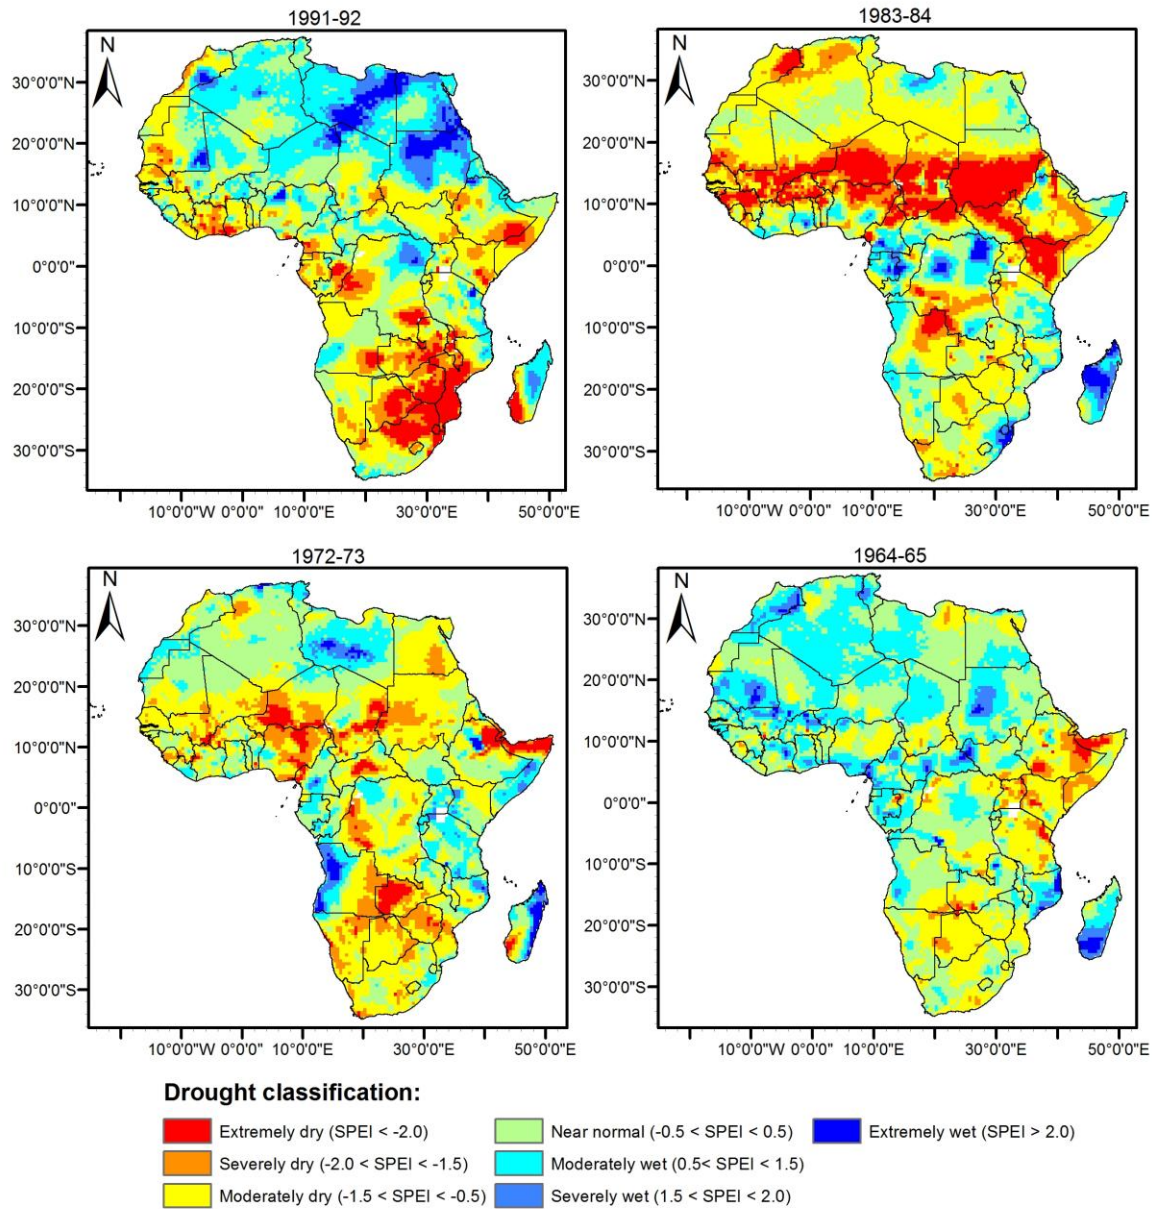 1991-92
1983-84
N
N
30°0'0"N
30°0'0"N
20°0'0"N
20°0'0"N
10°0'0"N
10°0'0"N
0°0'0"
0°0'0"
10°0'0"S
10°0'0"S
20°0'0"S
20°0'0"S
30°0'0"S
30°0'0"S
10°0'0"W 0°0'0" 10°0'0"E 30°0'0"E 50°0'0"E
10°0'0"W 0°0'0" 10°0'0"E 30°0'0"E 50°0'0"E
1972-73
1964-65
N
N
30°0'0"N
30°0'0"N
20°0'0"N
20°0'0"N
10°0'0"N
10°0'0"N
0°0'0"
0°0'0"
10°0'0"S
10°0'0"S
20°0'0"S
20°0'0"S
30°0'0"S
30°0'0"S
10°0'0"W 0°0'0" 10°0'0"E 30°0'0"E 50°0'0"E
10°0'0"W 0°0'0" 10°0'0"E 30°0'0"E 50°0'0"E
Drought classification:
Extremely dry (SPEI < -2.0)
Near normal (-0.5 < SPEI < 0.5)
Extremely wet (SPEI > 2.0)
Severely dry (-2.0 < SPEI < -1.5)
Moderately wet (0.5< SPEI < 1.5)
Moderately dry (-1.5 < SPEI < -0.5)
Severely wet (1.5 < SPEI < 2.0)